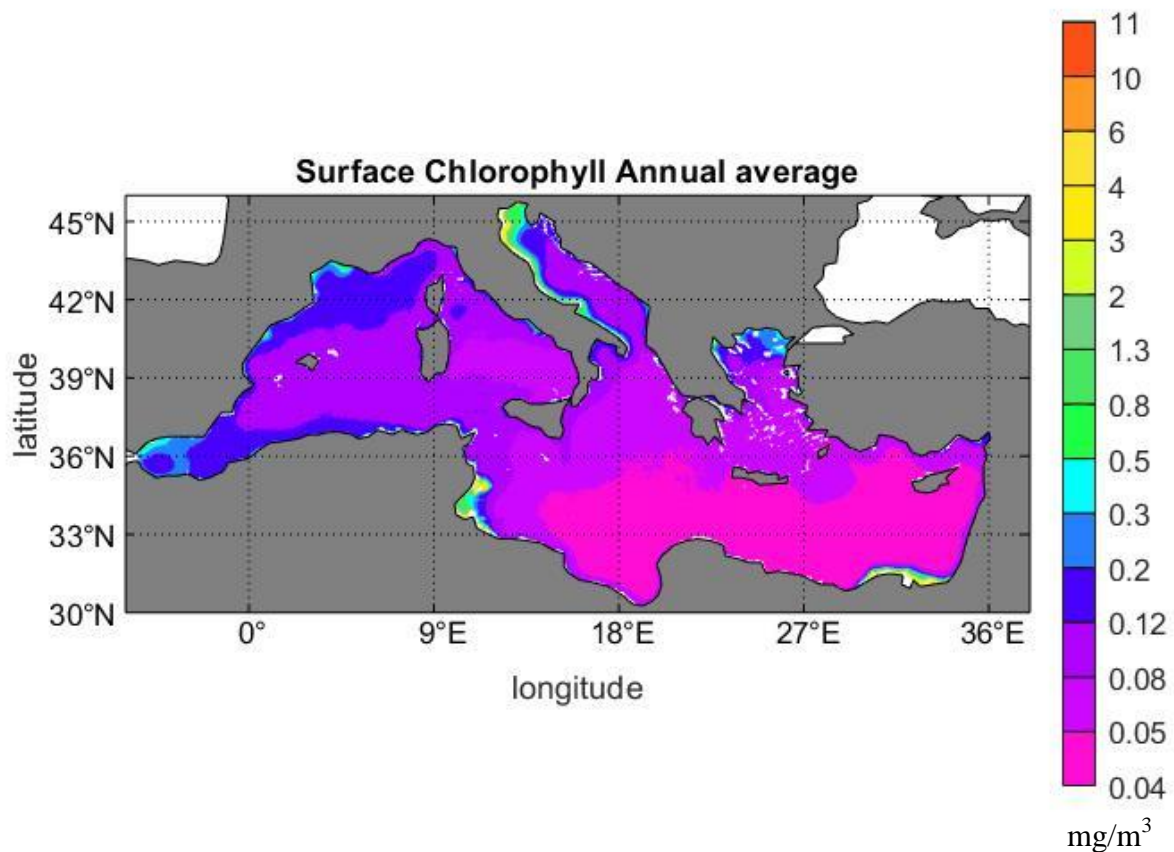 Surface Chlorophyll Annual average
45°N
42°N
39°N
36°N
33°N
30°N
latitude
0°
9°E
18°E
27°E
36°E
longitude
11
10
6
4
3
2
1.3
0.8
0.5
0.3
0.2
0.12
0.08
0.05
0.04
mg/m³